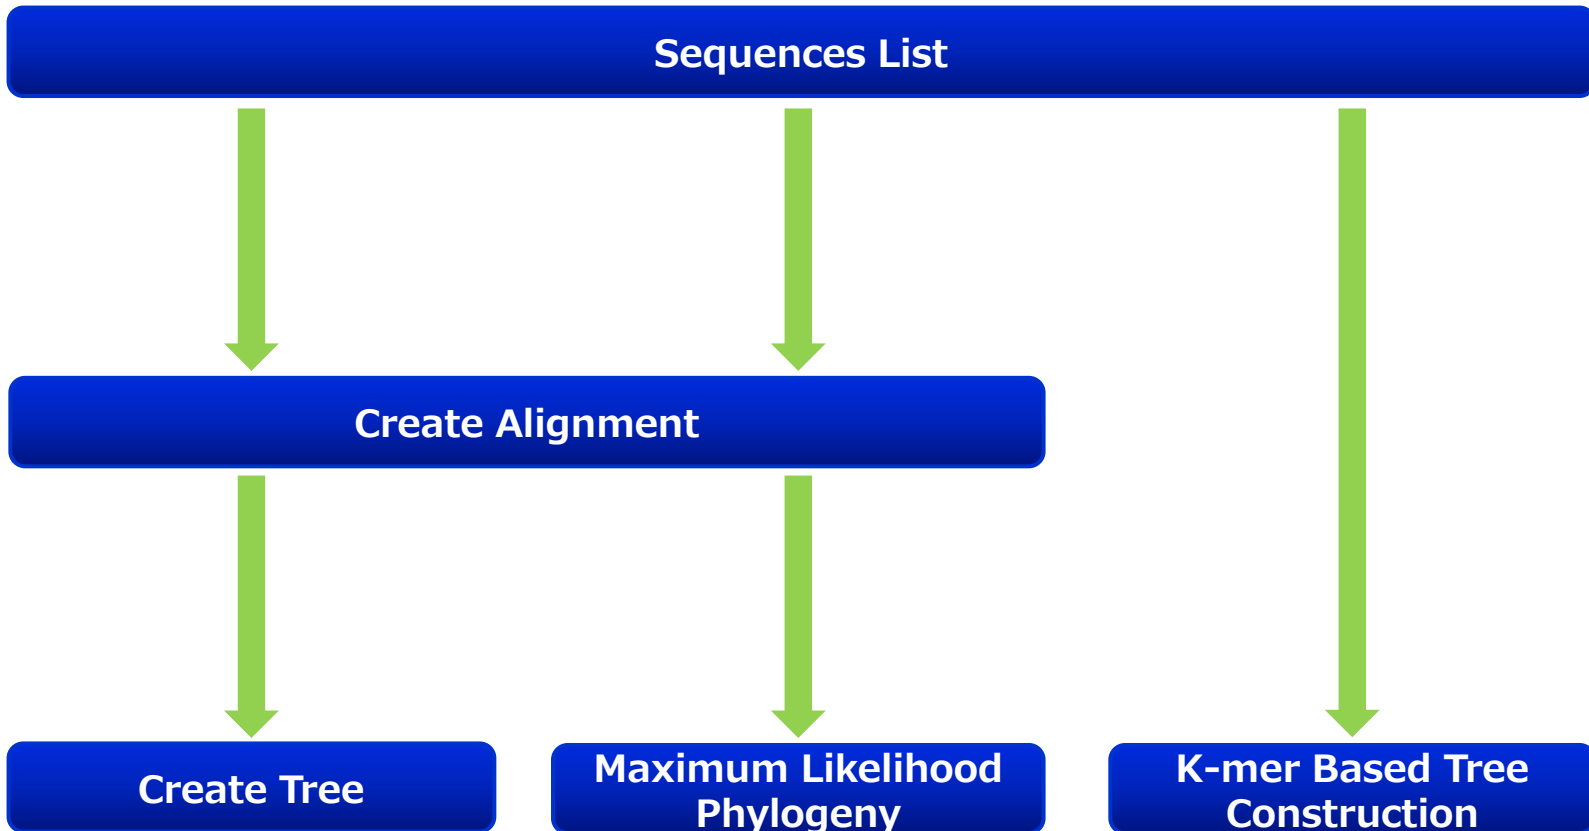 Sequences List
Create Alignment
Create Tree
Maximum Likelihood
Phylogeny
K-mer Based Tree
Construction